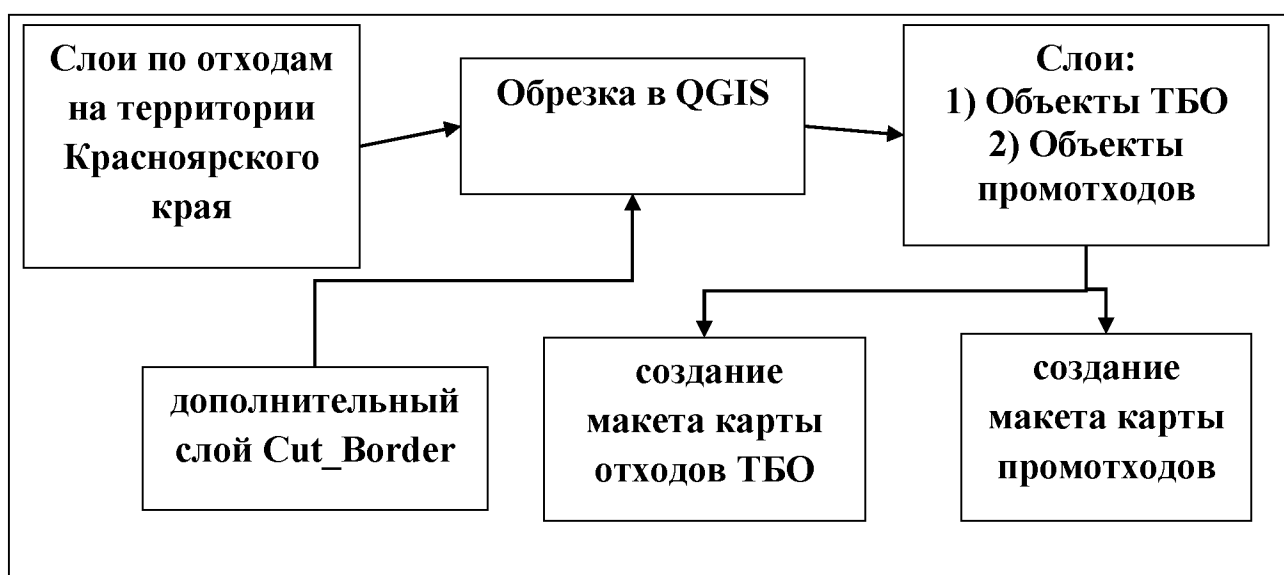 Слои по отходам
на территории
Красноярского
края
Обрезка в QGIS
Слои:
1) Объекты ТБО
2) Объекты
промотходов
дополнительный
слой Cut_Border
создание
макета карты
отходов ТБО
создание
макета карты
промотходов